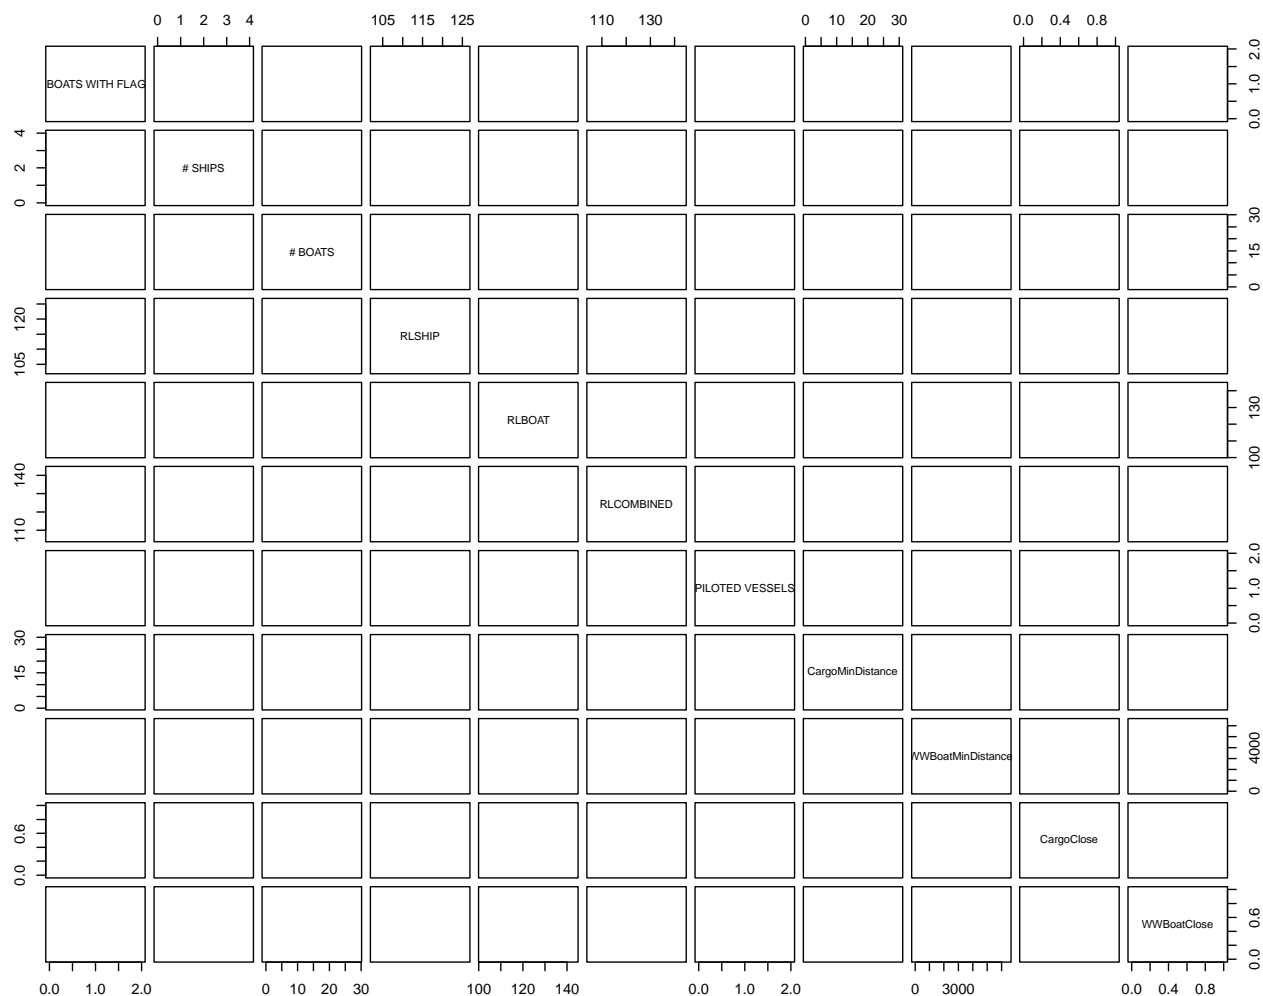 0 1 2 3 4 105 115 125 110 130 0 10 20 30 0.0 0.4 0.8
BOATS WITH FLAG 0.0 1.0 2.0
0 2 4 # SHIPS
# BOATS 0 15 30
105 120 RLSHIP
RLBOAT 100 130
110 140 RLCOMBINED
PILOTED VESSELS 0.0 1.0 2.0
0 15 30 CargoMinDistance
WWBoatMinDistance 0 4000
0.0 0.6 CargoClose
WWBoatClose 0.0 0.6
0.0 1.0 2.0 0 10 20 30 100 120 140 0.0 1.0 2.0 0 3000 0.0 0.4 0.8